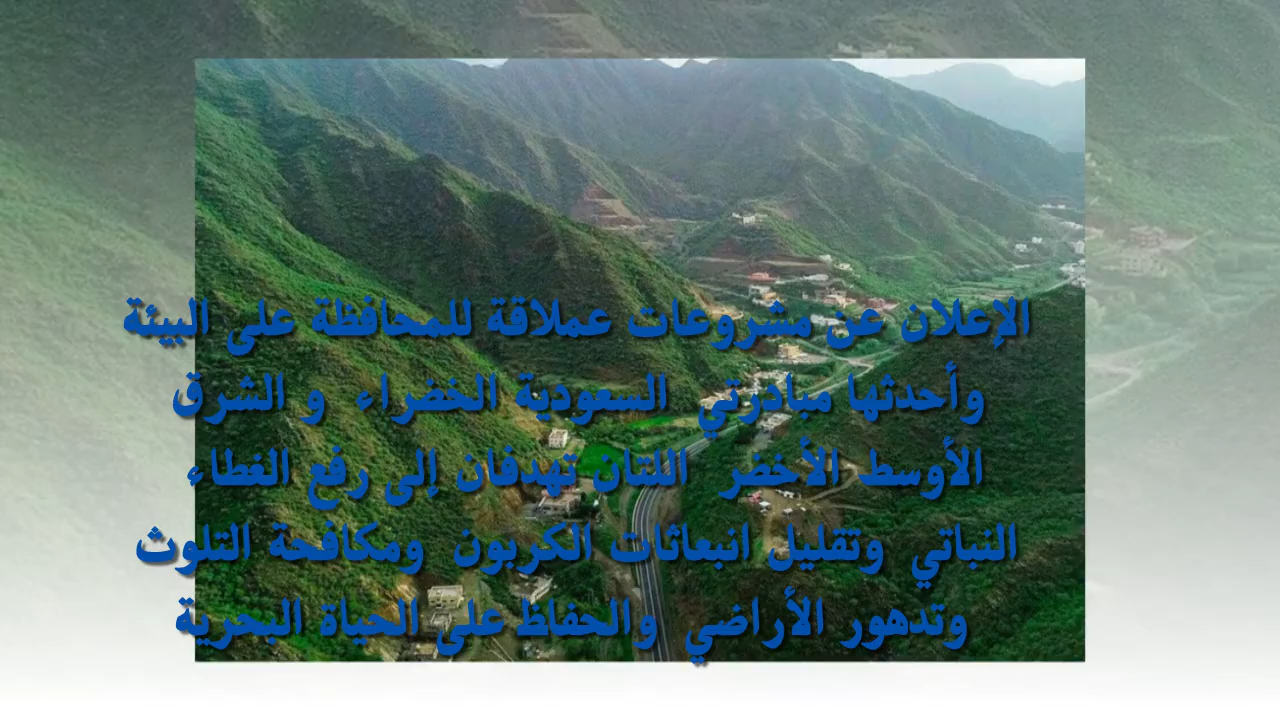 الإعلان عن مشروعات عملاقة للمحافظة على البيئة
وأحدثها مبادرتي السعودية الخضراء و الشرق
الأوسط الأخضر اللتان تهدفان إلى رفع الغطاء
النباتي وتقليل انبعاثات الكربون ومكافحة التلوث
وتدهور الأراضي والحفاظ على الحياة البحرية